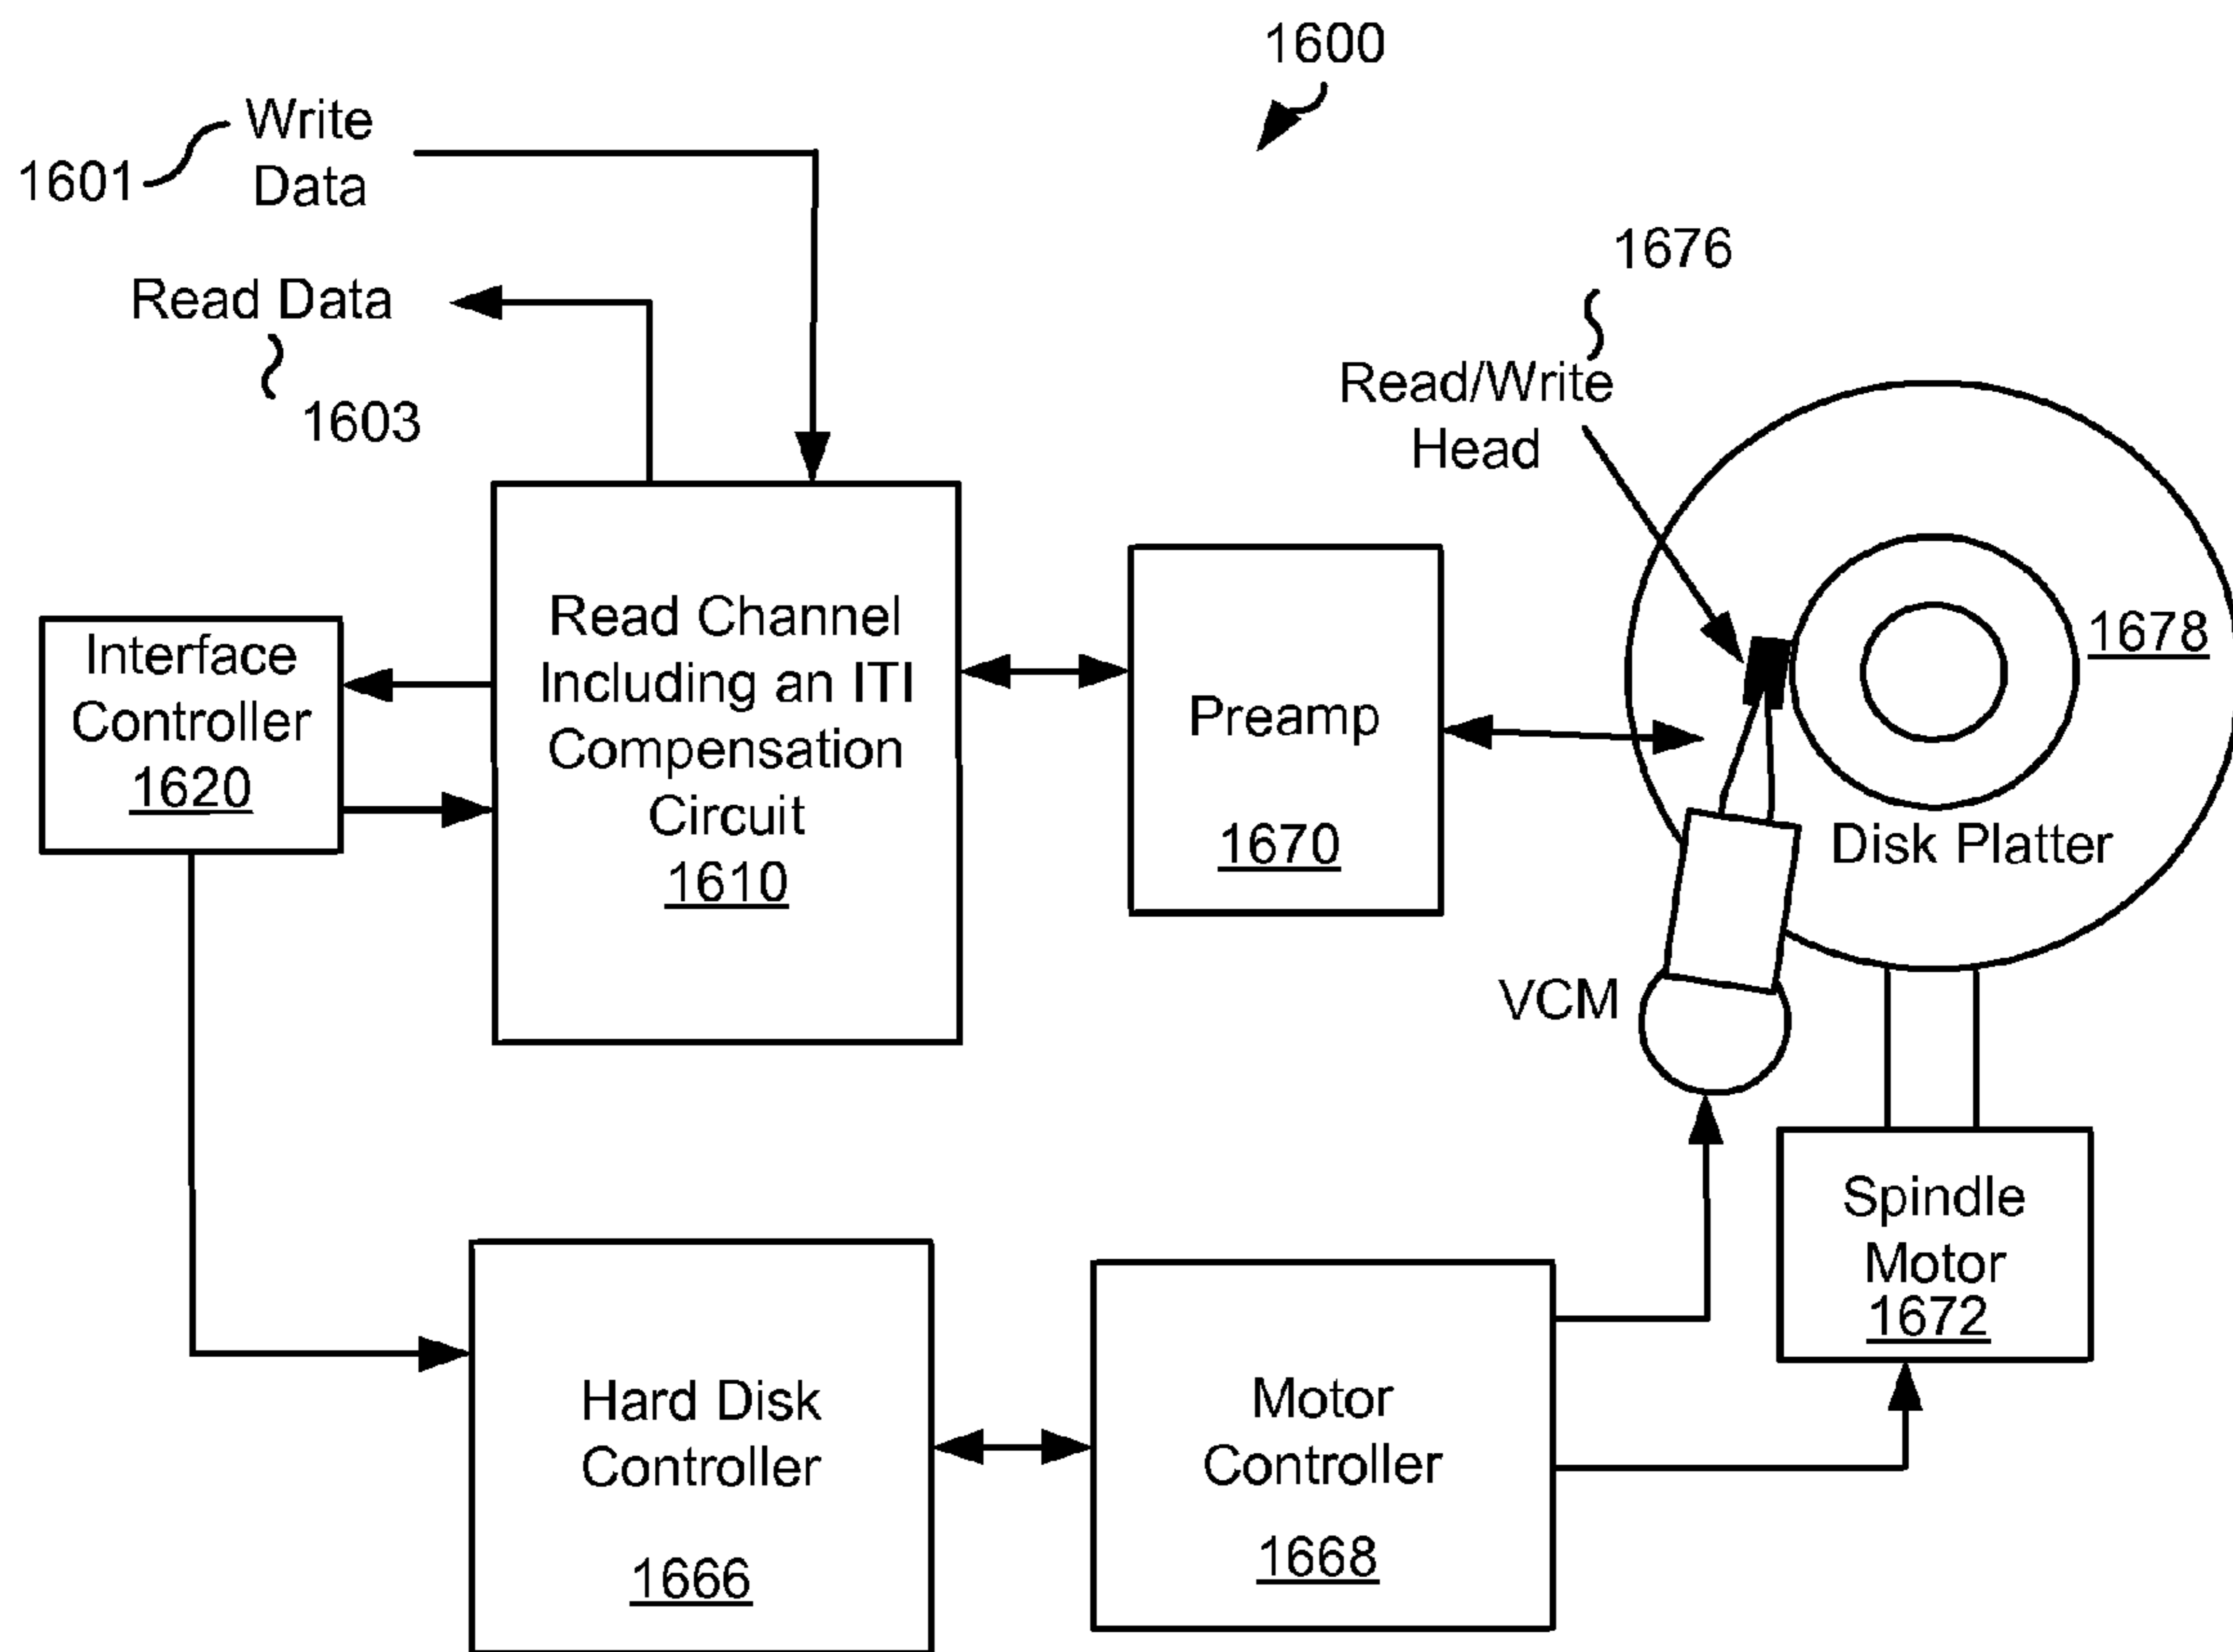 1600
Write
Data
1601
Read Data
1603
1676
Read/Write
Head
Interface
Controller
1620
Read Channel
Including an ITI
Compensation
Circuit
1610
Preamp
1670
1678
Disk Platter
VCM
Spindle
Motor
1672
Hard Disk
Controller
1666
Motor
Controller
1668